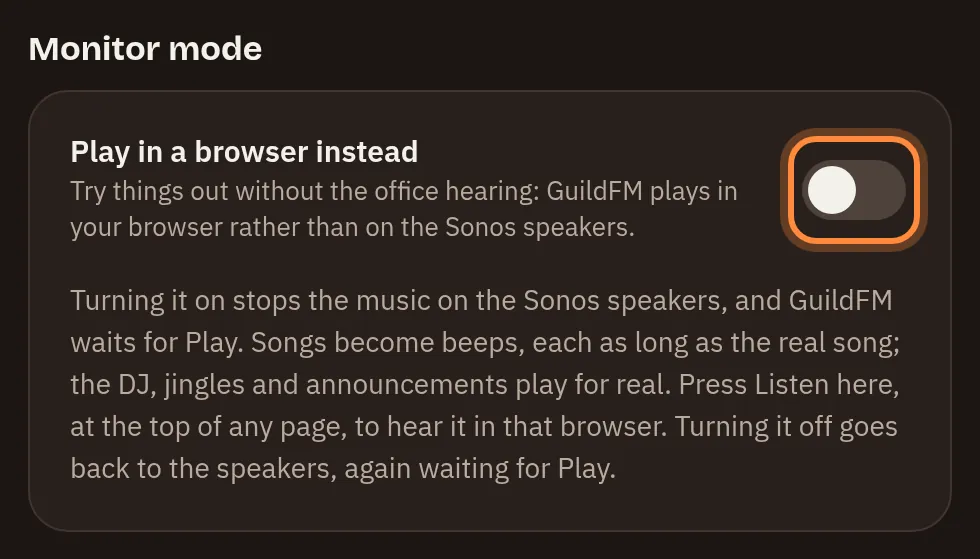 Monitor mode
Play in a browser instead
Try things out without the office hearing: GuildFM plays in
your browser rather than on the Sonos speakers.
Turning it on stops the music on the Sonos speakers, and GuildFM
waits for Play. Songs become beeps, each as long as the real song;
the DJ, jingles and announcements play for real. Press Listen here,
at the top of any page, to hear it in that browser. Turning it off goes
back to the speakers, again waiting for Play.